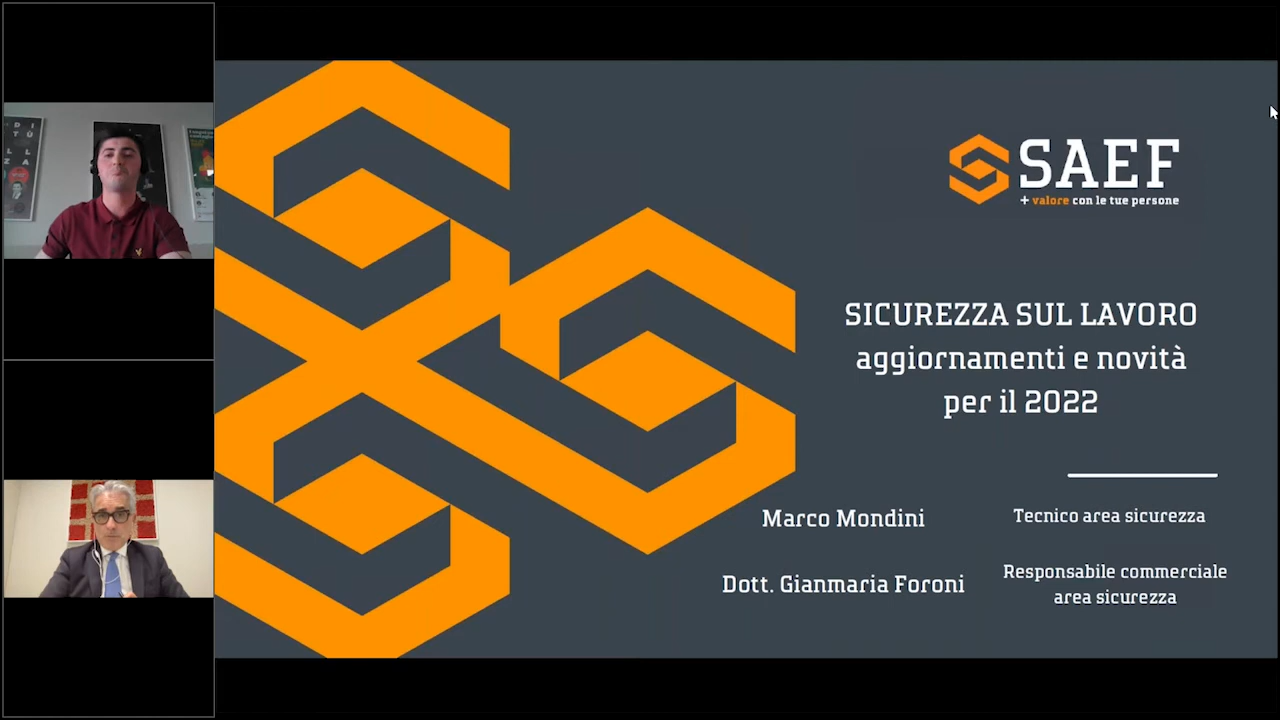 SAEF
+ valore con le tue persone
SICUREZZA SUL LAVORO
aggiornamenti e novità
per il 2022
Marco Mondini
Tecnico area sicurezza
Dott. Gianmaria Foroni
Responsabile commerciale
area sicurezza